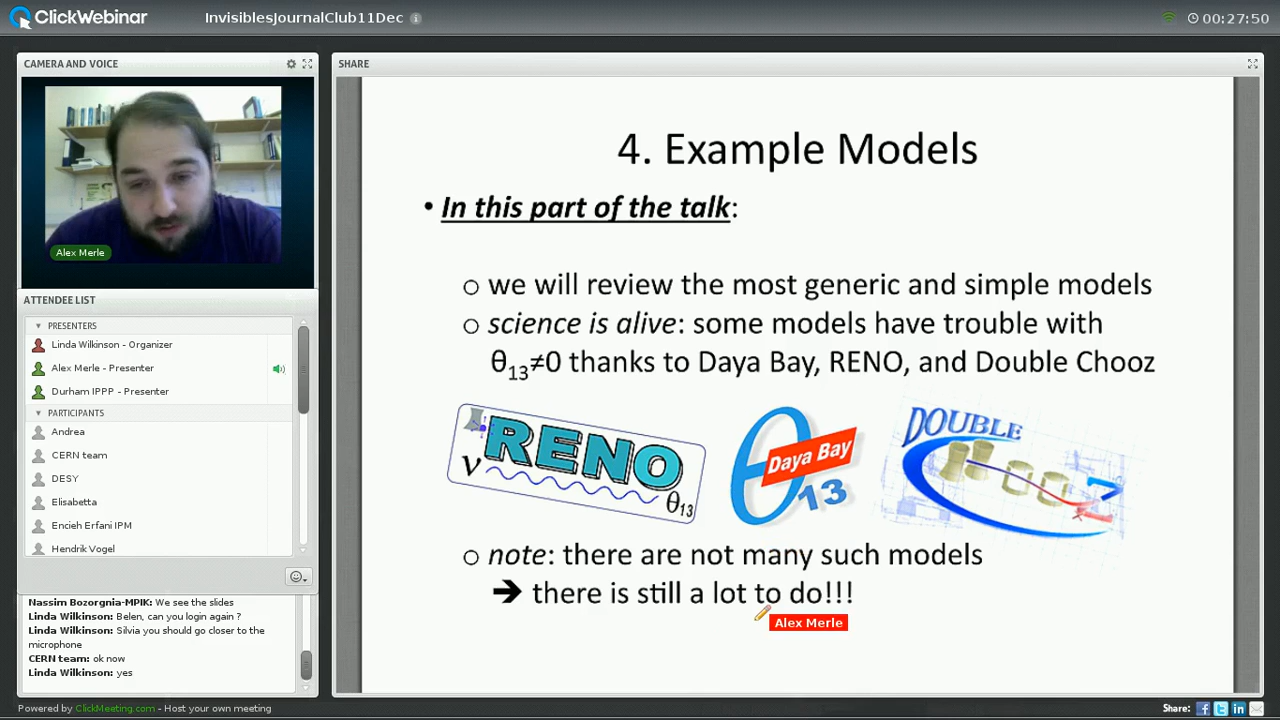 ClickWebinar
InvisiblesJournalClub11Dec
00:27:50
CAMERA AND VOICE
Alex Merle
ATTENDEE LIST
PRESENTERS
Linda Wilkinson - Organizer
Alex Merle - Presenter
Durham IPPP - Presenter
PARTICIPANTS
Andrea
CERN team
DESY
Elisabetta
Encieh Erfani IPM
Hendrik Vogel
Nassim Bozorgnia-MPIK: We see the slides
Linda Wilkinson: Belen, can you login again ?
Linda Wilkinson: Silvia you should go closer to the
microphone
CERN team: ok now
Linda Wilkinson: yes
SHARE
4. Example Models
• In this part of the talk:
o we will review the most generic and simple models
o science is alive: some models have trouble with
θ13≠0 thanks to Daya Bay, RENO, and Double Chooz
RENO
ν
θ13
θ
Daya Bay
13
DOUBLE
Chooz
o note: there are not many such models
➔ there is still a lot to do!!!
Alex Merle
Powered by ClickMeeting.com - Host your own meeting
Share: